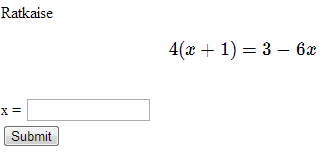 Ratkaise
4(x + 1) = 3 − 6x
x =
Submit